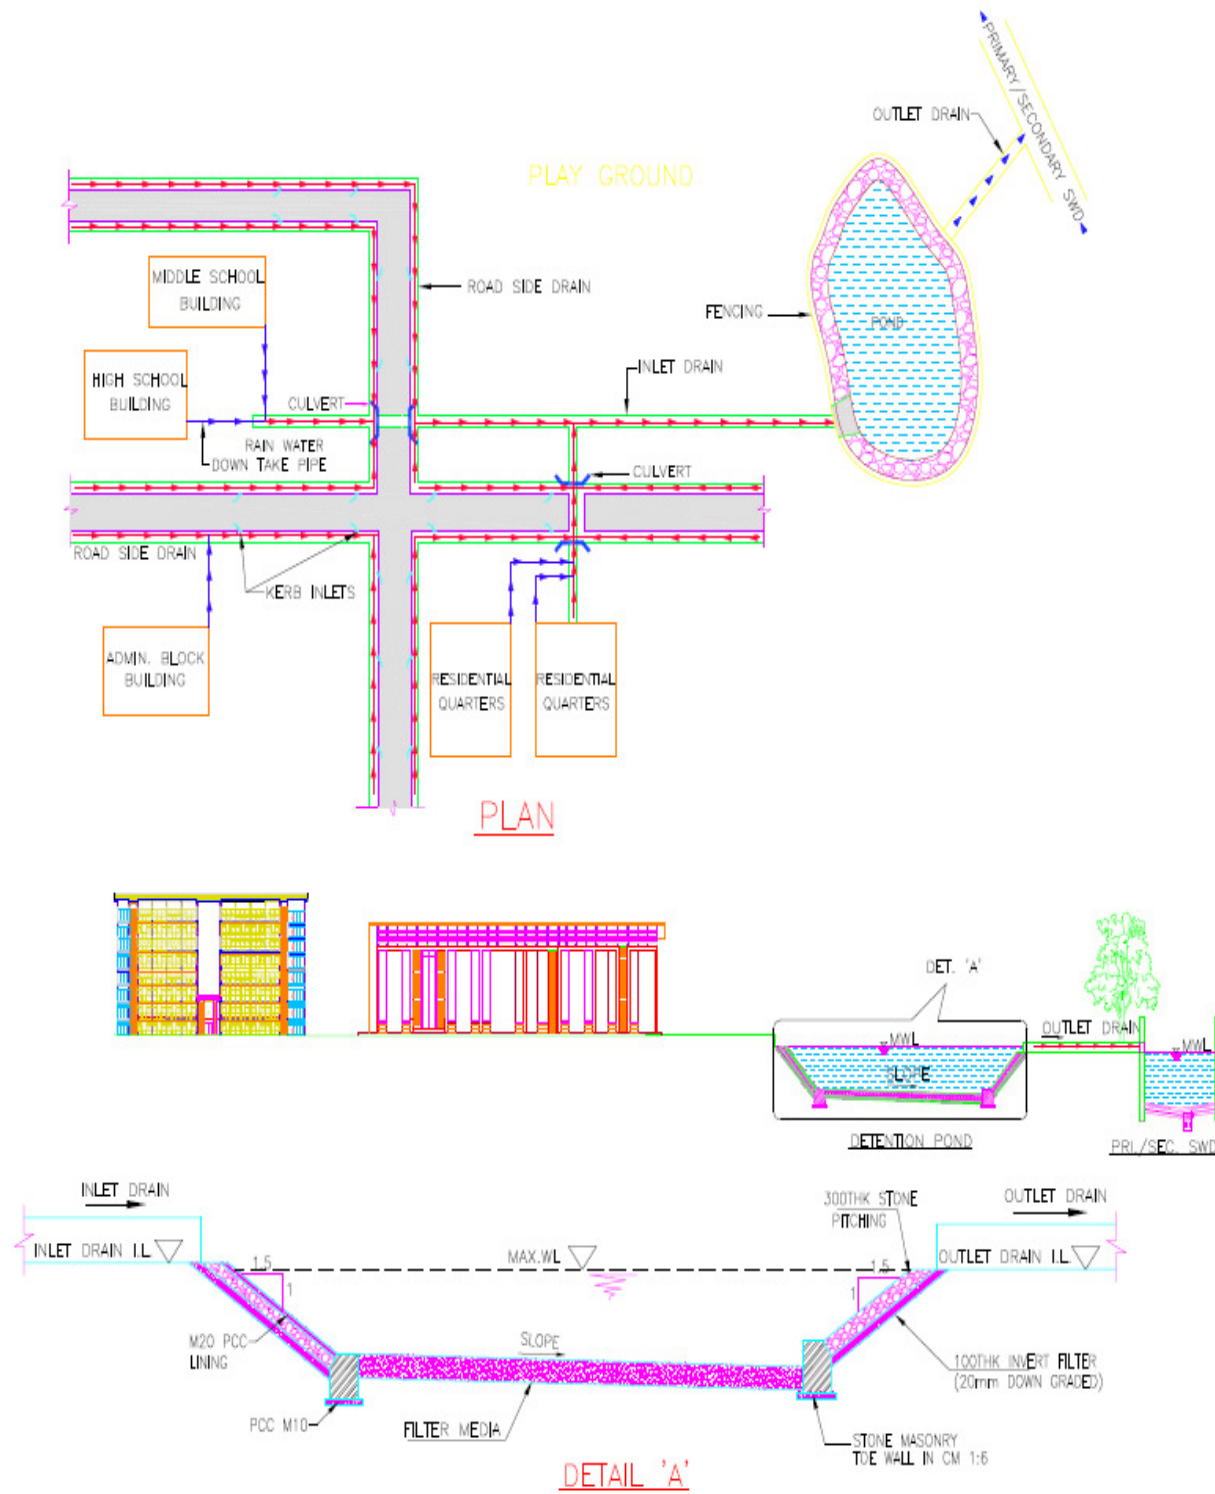 PRIMARY/SECONDARY SWD
OUTLET DRAIN
PLAY GROUND
MIDDLE SCHOOL
BUILDING
ROAD SIDE DRAIN
FENCING
POND
HIGH SCHOOL
BUILDING
INLET DRAIN
CULVERT
RAIN WATER
DOWN TAKE PIPE
CULVERT
ROAD SIDE DRAIN
KERB INLETS
ADMIN. BLOCK
BUILDING
RESIDENTIAL
QUARTERS
RESIDENTIAL
QUARTERS
PLAN
DET. 'A'
OUTLET DRAIN
MWL
MWL
SLOPE
DETENTION POND
PRI./SEC. SWD
INLET DRAIN
300THK STONE
PITCHING
OUTLET DRAIN
INLET DRAIN I.L.
MAX.WL
OUTLET DRAIN I.L.
1.5
1
1.5
1
M20 PCC
LINING
SLOPE
100THK INVERT FILTER
(20mm DOWN GRADED)
PCC M10
FILTER MEDIA
STONE MASONRY
TOE WALL IN CM 1:6
DETAIL 'A'